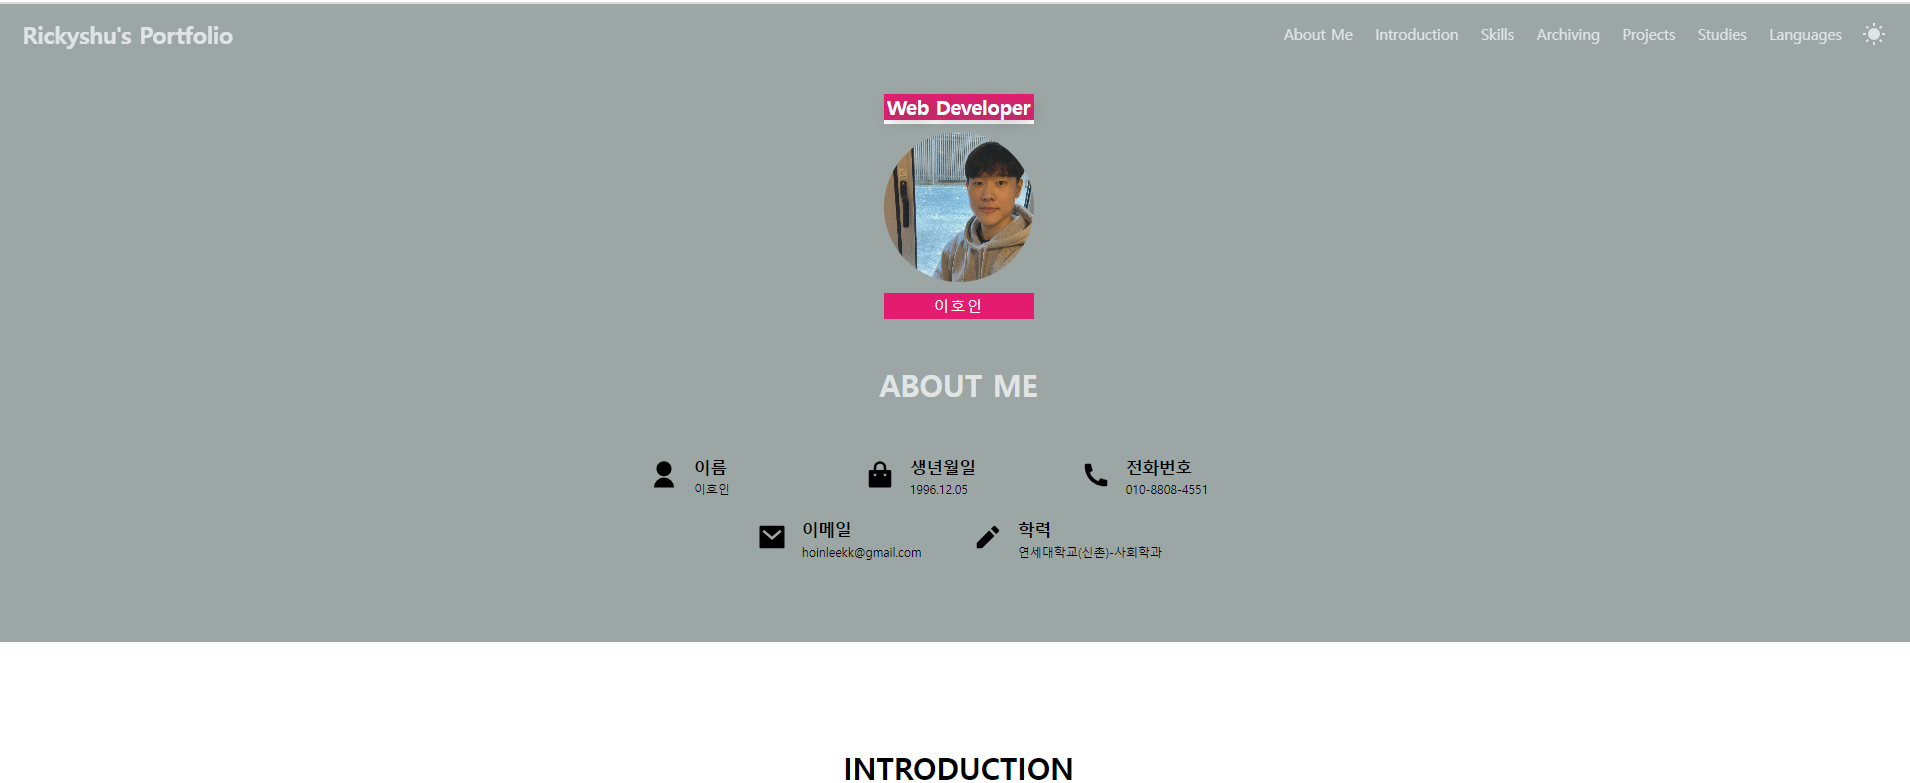 Rickyshu's Portfolio
About Me Introduction Skills Archiving Projects Studies Languages
Web Developer
이호인
ABOUT ME
이름
이호인
생년월일
1996.12.05
전화번호
010-8808-4551
이메일
hoinleekk@gmail.com
학력
연세대학교(신촌)-사회학과
INTRODUCTION